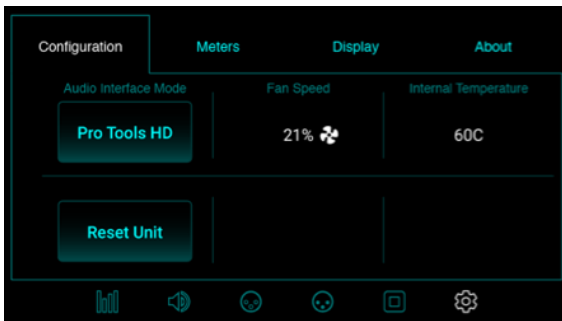 Configuration Meters Display About
Audio Interface Mode Fan Speed Internal Temperature
Pro Tools HD 21% 60C
Reset Unit